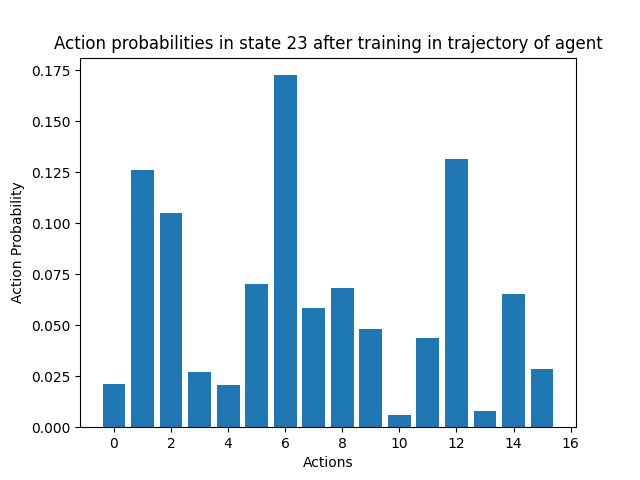 Action probabilities in state 23 after training in trajectory of agent
0.175
0.150
0.125
0.100
0.075
0.050
0.025
0.000
Action Probability
0 2 4 6 8 10 12 14 16
Actions